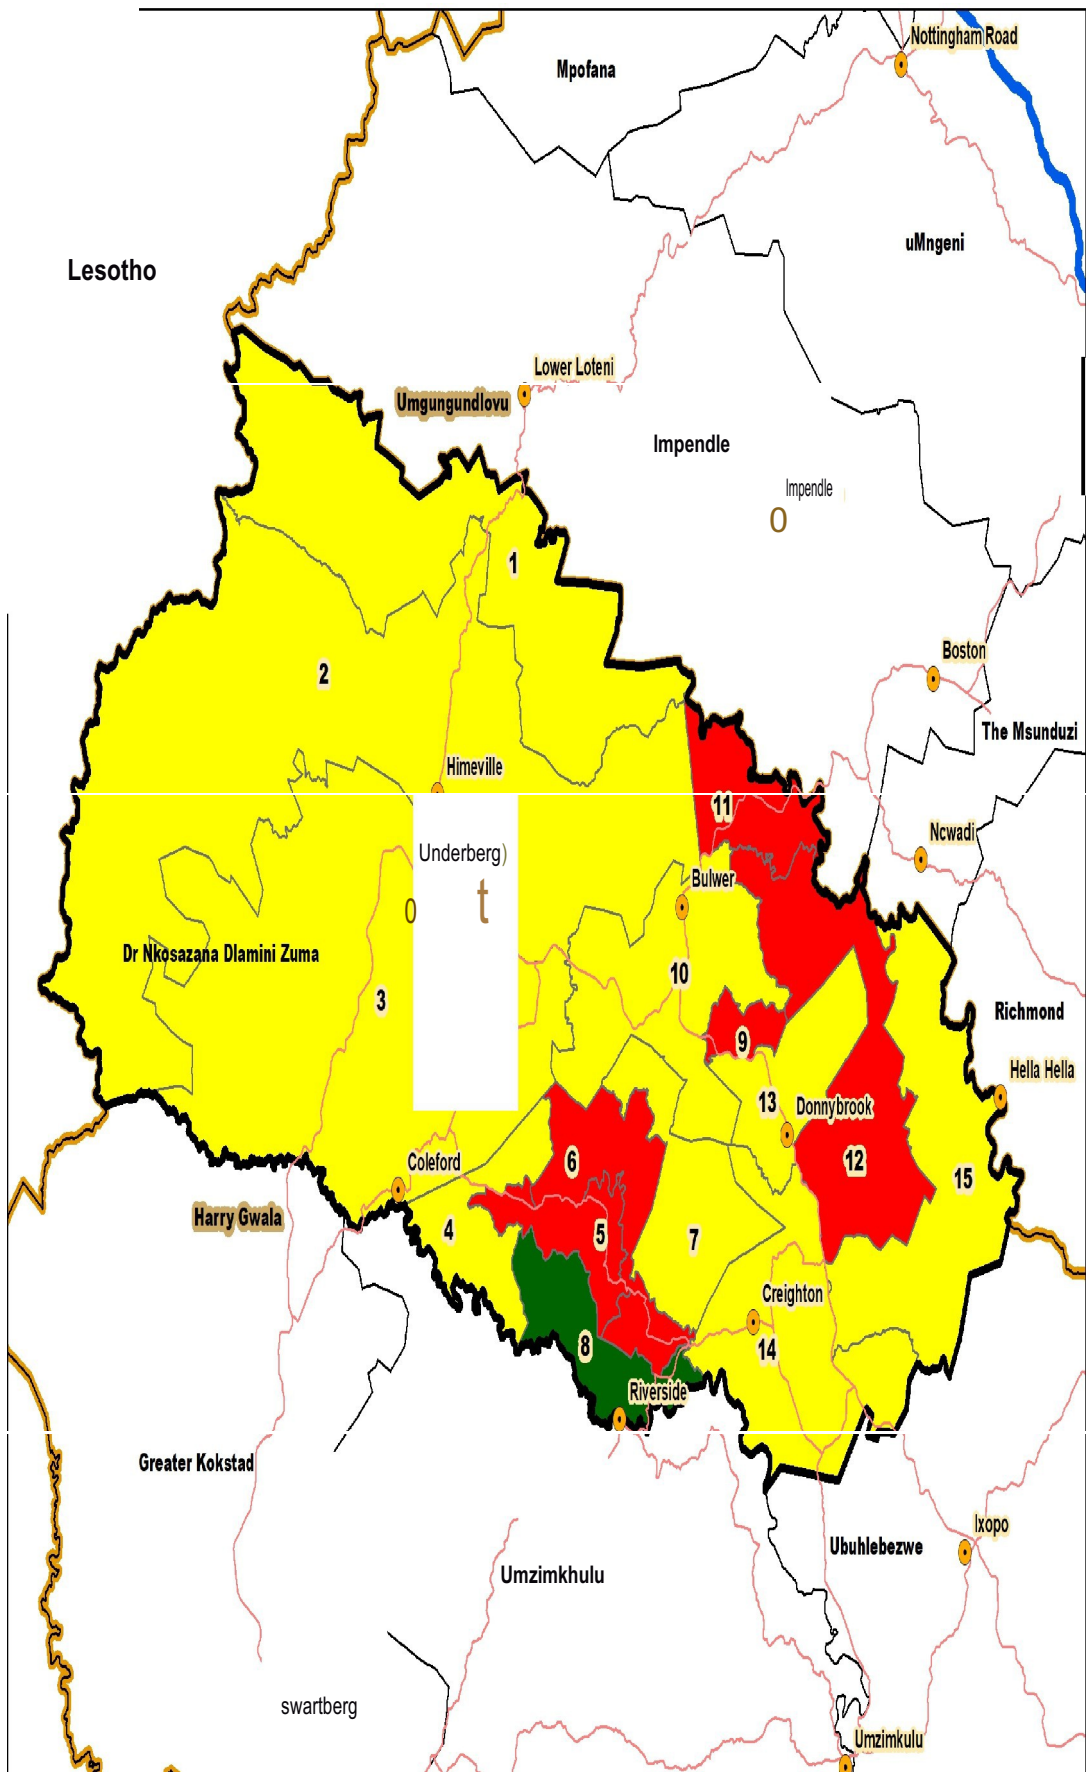 Nottingham Road
Mpofana
uMngeni
Lesotho
Lower Loteni
Umgungundlovu
Impendle
Impendle
O
1
Boston
2
The Msunduzi
Himeville
11
Ncwadi
Underberg)
Bulwer
0 t
Dr Nkosazana Dlamini Zuma
10
3
Richmond
9
Hella Hella
13
Donnybrook
6
12
Coleford
15
Harry Gwala
4
5
7
Creighton
8
14
Riverside
Greater Kokstad
Ixopo
Ubuhlebezwe
Umzimkhulu
swartberg
Umzimkulu